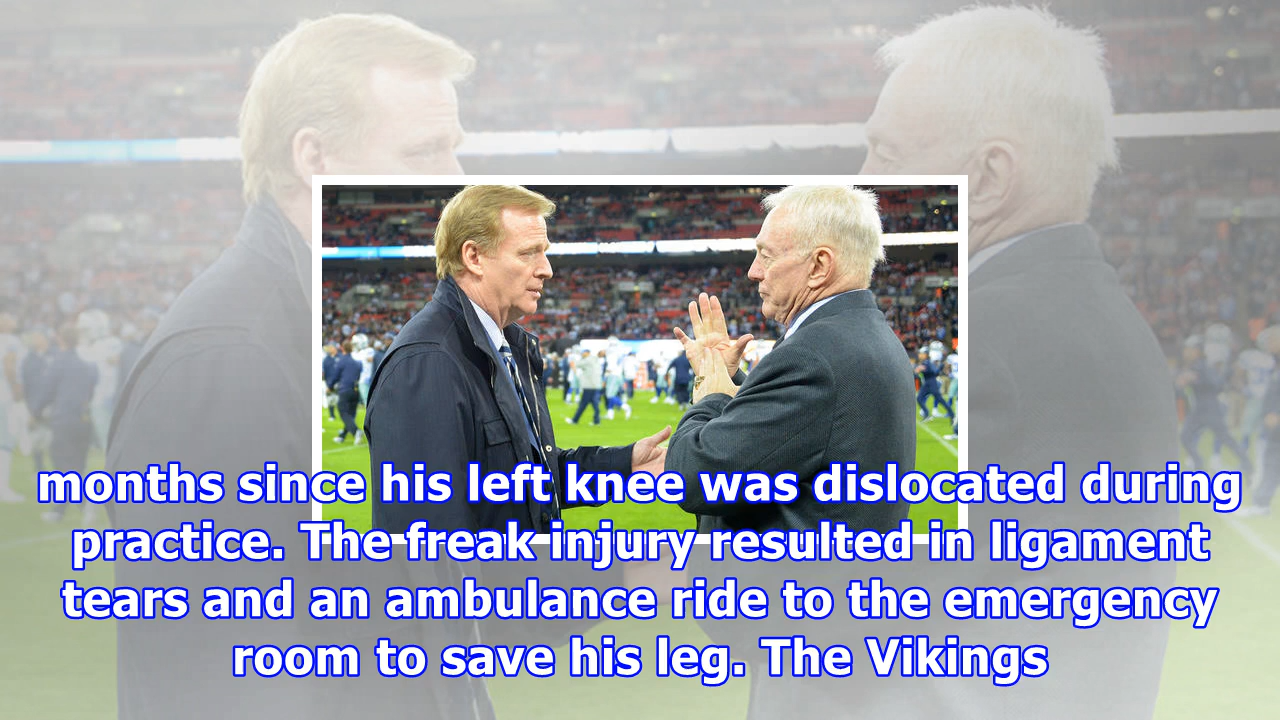 months since his left knee was dislocated during
practice. The freak injury resulted in ligament
tears and an ambulance ride to the emergency
room to save his leg. The Vikings